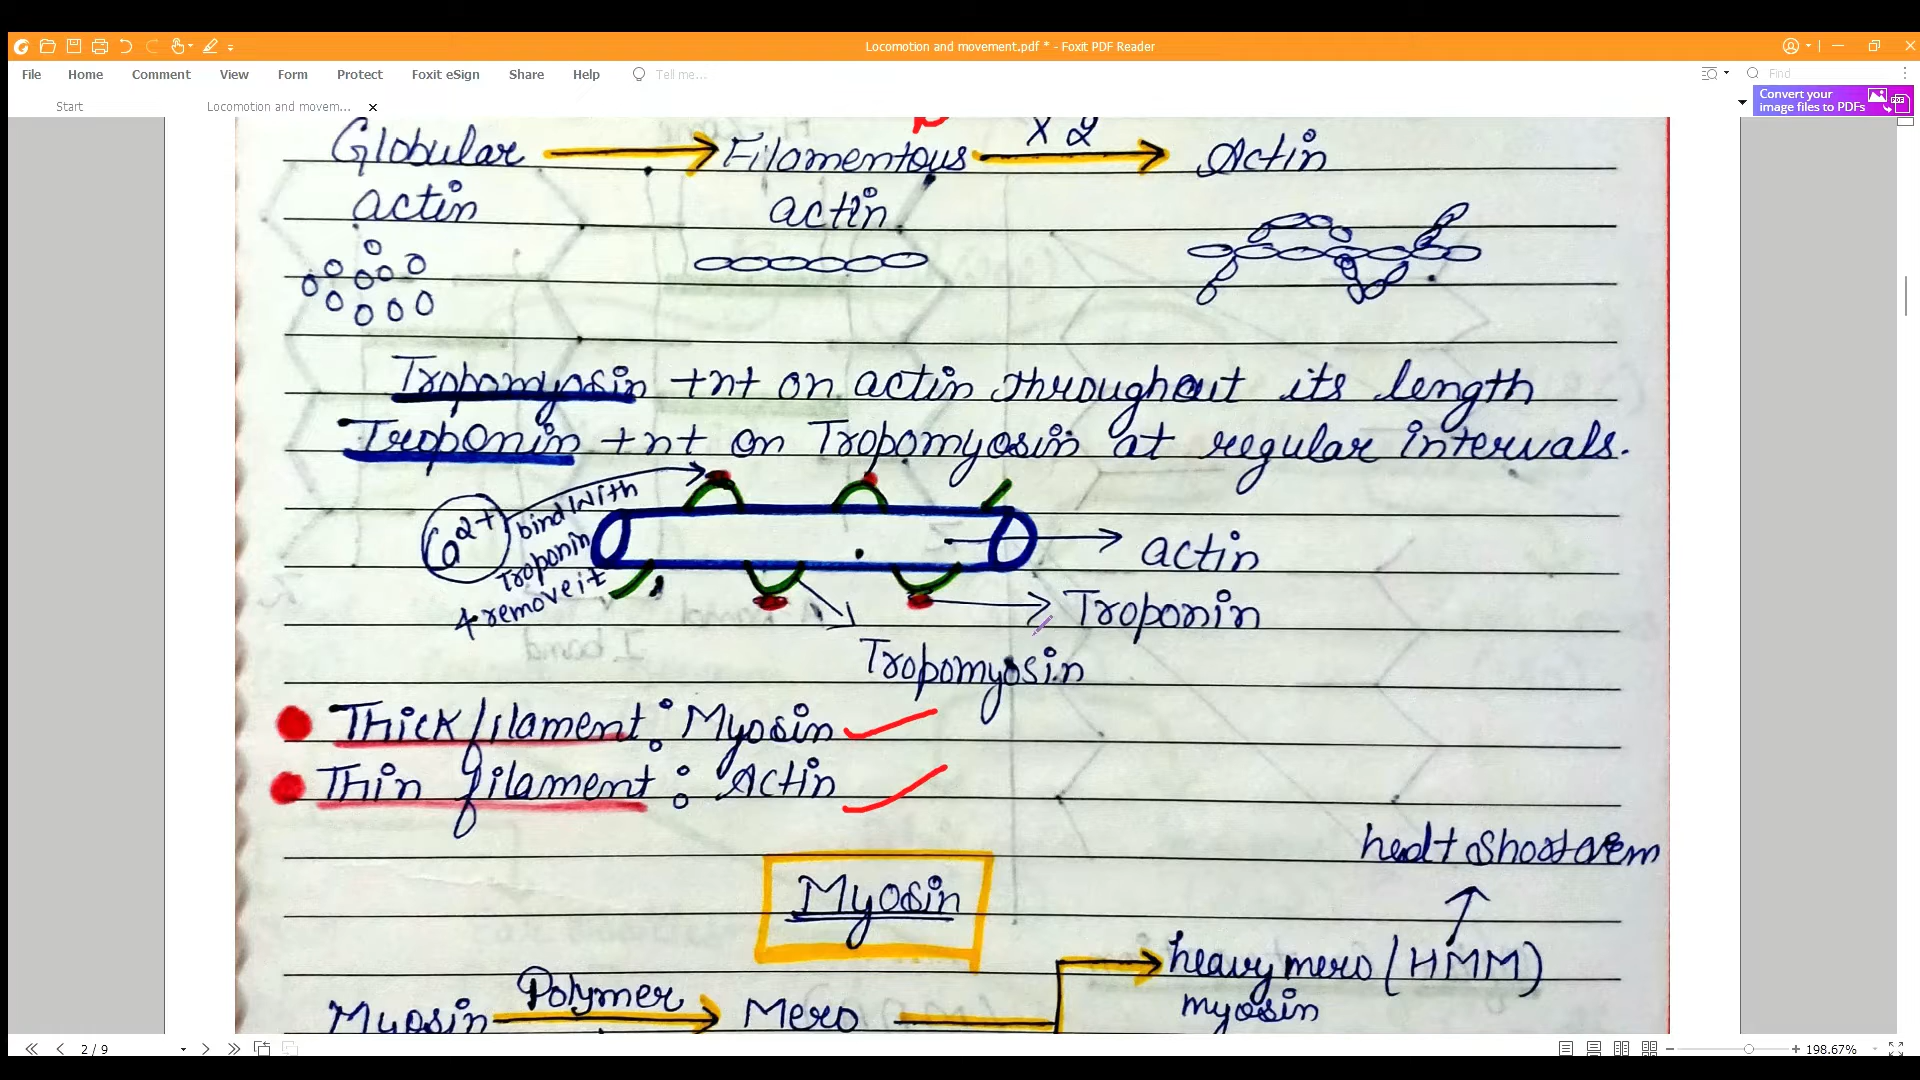 Locomotion and movement.pdf * - Foxit PDF Reader
File Home Comment View Form Protect Foxit eSign Share Help Tell me... Find
Start Locomotion and movem...
Convert your
image files to PDFs
Globular → Filamentous x 2 → Actin
actin actin
Tropomyosin +nt on actin throughout its length
Troponin +nt on Tropomyosin at regular intervals.
Ca2+ bind with
Troponin
& remove it
actin
Troponin
Tropomyosin
Thick filament : Myosin
Thin filament : Actin
head + short arm
Myosin
heavy mero (HMM)
myosin
Myosin Polymer → Mero
2 / 9
198.67%